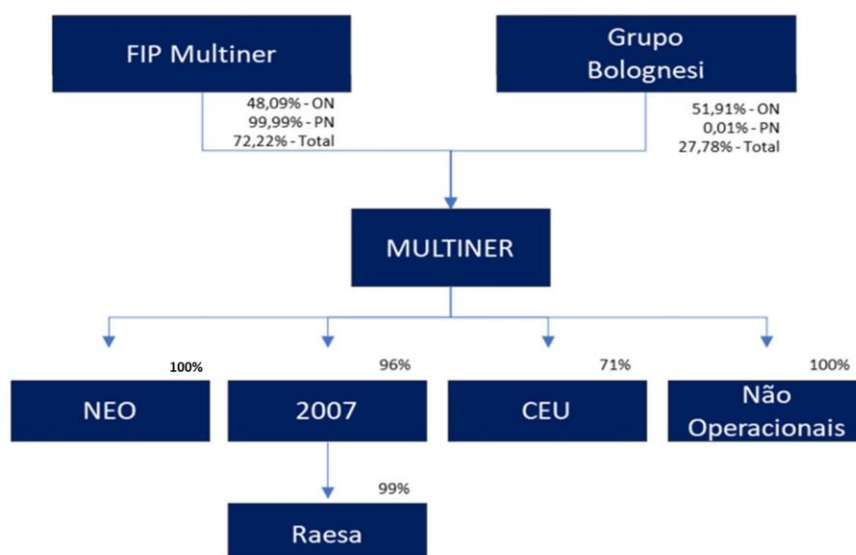 FIP Multiner
Grupo
Bolognesi
48,09% - ON
99,99% - PN
72,22% - Total
51,91% - ON
0,01% - PN
27,78% - Total
MULTINER
100%
96%
71%
100%
NEO
2007
CEU
Não
Operacionais
99%
Raesa